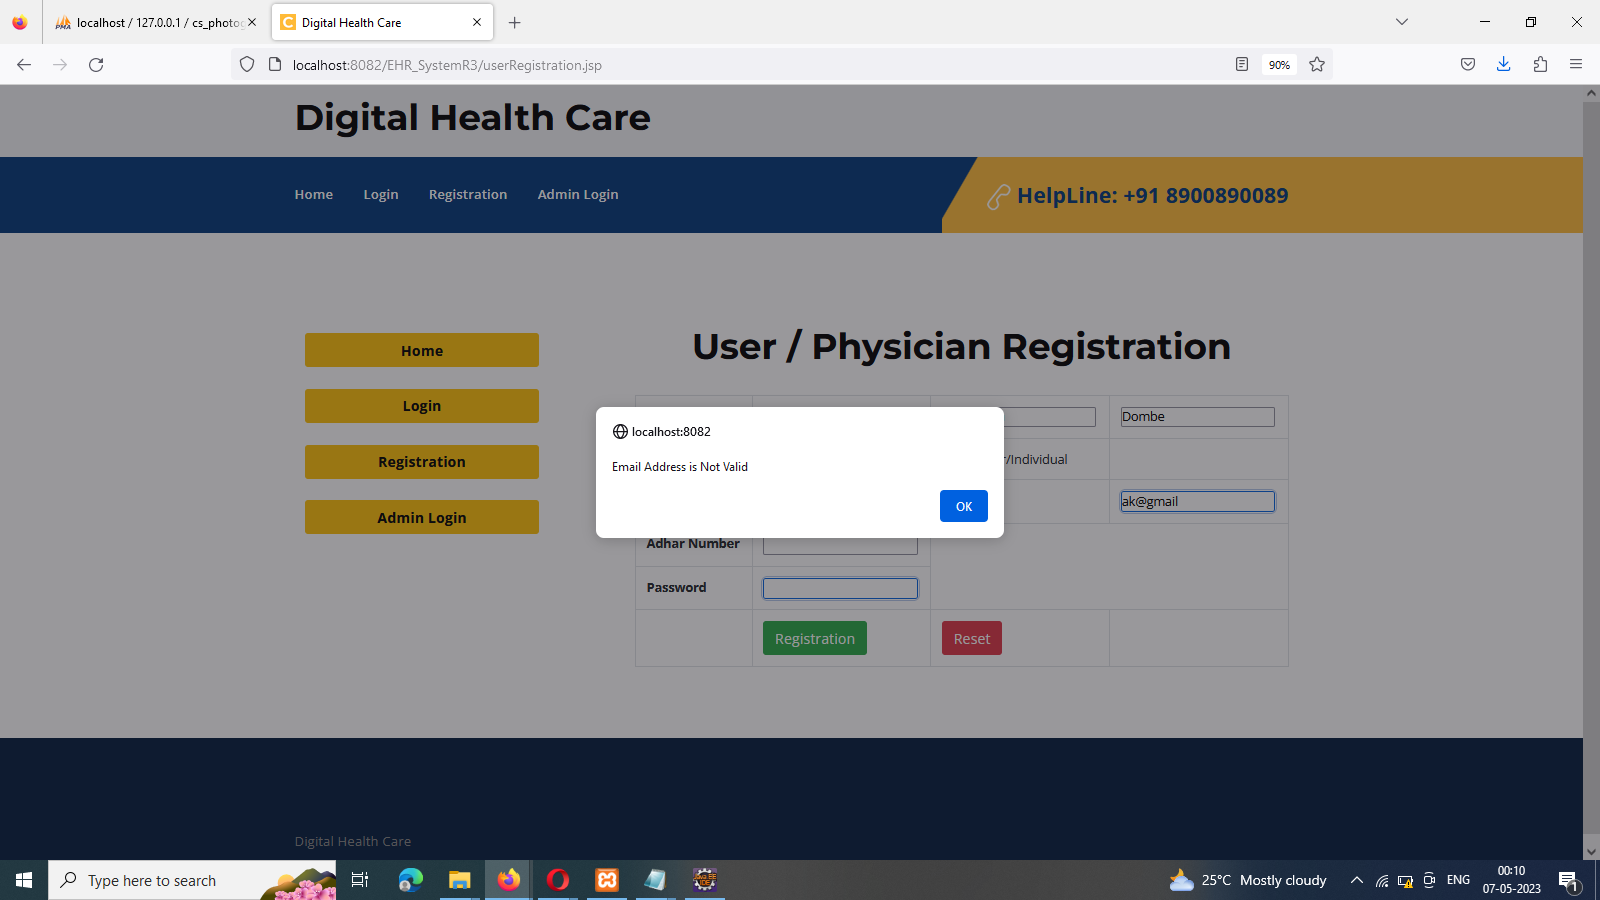 localhost / 127.0.0.1 / cs_photog
Digital Health Care
localhost:8082/EHR_SystemR3/userRegistration.jsp
90%
Digital Health Care
Home Login Registration Admin Login
HelpLine: +91 8900890089
Home
Login
Registration
Admin Login
User / Physician Registration
Dombe
r/Individual
ak@gmail
localhost:8082
Email Address is Not Valid
OK
Adhar Number
Password
Registration
Reset
Digital Health Care
Type here to search
25°C Mostly cloudy
ENG
00:10
07-05-2023
1